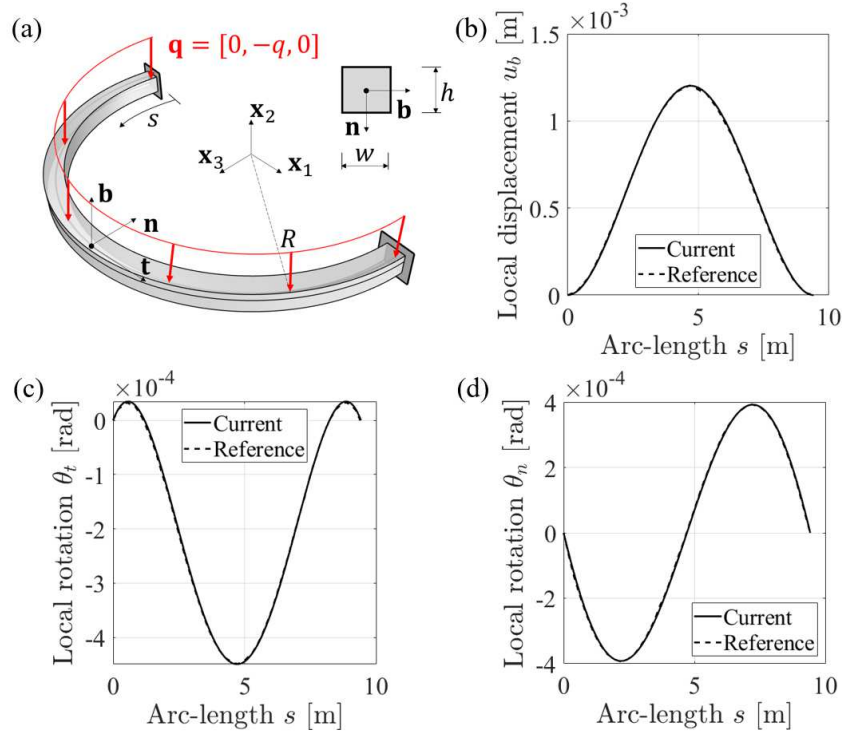 (a)
q = [0, −q, 0]
s
x₂
x₃
x₁
b
n
t
R
n
b
h
w
(b)
×10⁻³
Local displacement u_b [m]
1.5
1
0.5
0
0
5
10
Current
Reference
Arc-length s [m]
(c)
×10⁻⁴
Local rotation θ_t [rad]
0
-1
-2
-3
-4
0
5
10
Current
Reference
Arc-length s [m]
(d)
×10⁻⁴
Local rotation θ_n [rad]
4
2
0
-2
-4
0
5
10
Current
Reference
Arc-length s [m]